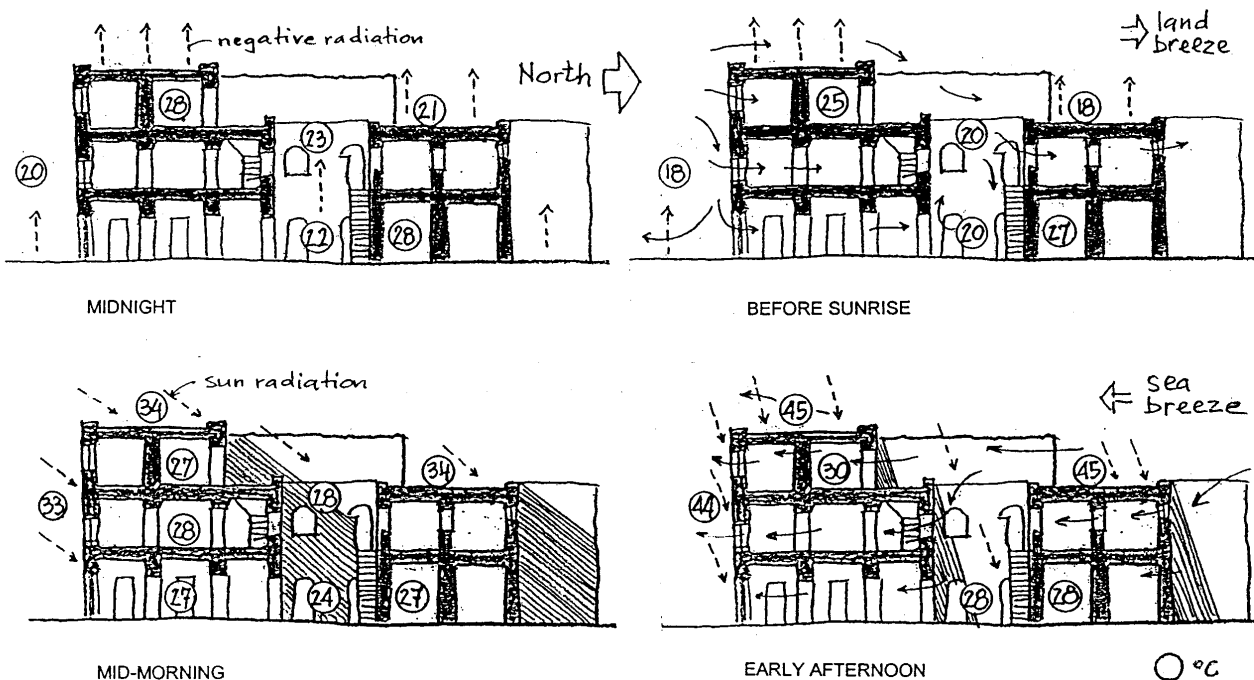 negative radiation
North
land
breeze
28
21
23
20
22
28
MIDNIGHT
25
18
20
18
20
27
BEFORE SUNRISE
sun radiation
34
27
34
33
28
28
27
24
27
MID-MORNING
sea
breeze
45
30
45
44
28
28
EARLY AFTERNOON
°C